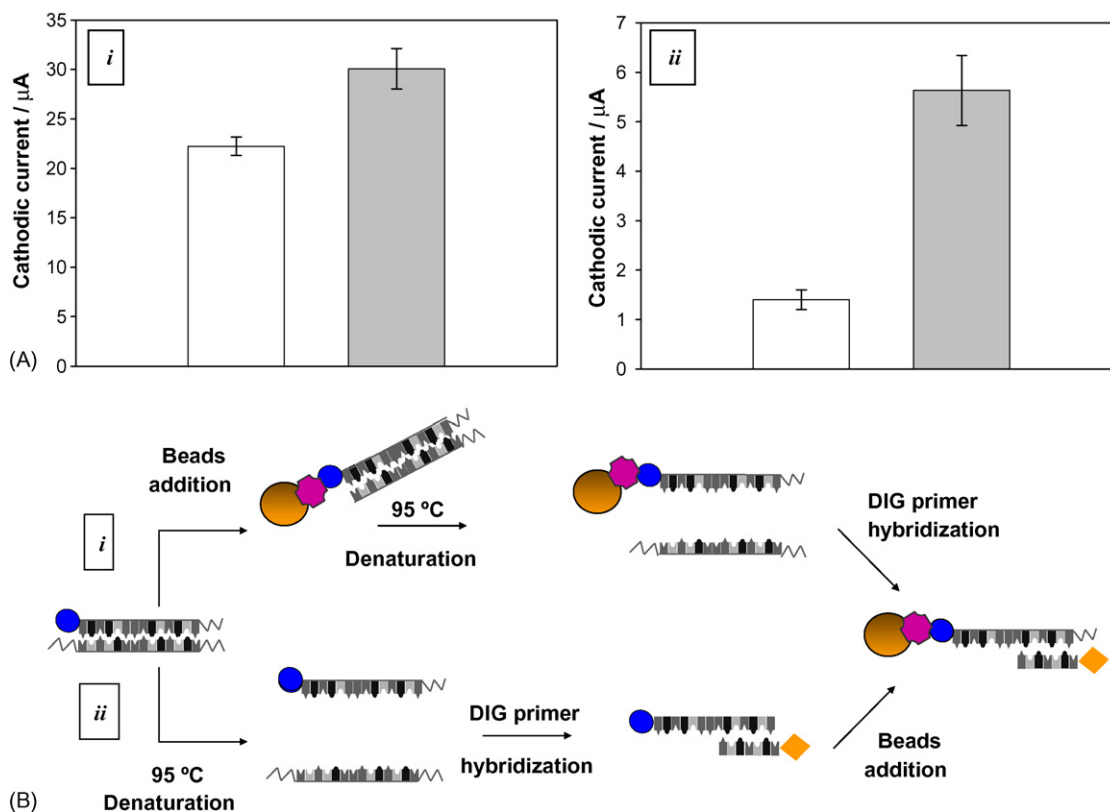 i
Cathodic current / µA
35
30
25
20
15
10
5
0
ii
Cathodic current / µA
7
6
5
4
3
2
1
0
(A)
Beads
addition
i
95 ºC
Denaturation
DIG primer
hybridization
ii
95 ºC
Denaturation
DIG primer
hybridization
Beads
addition
(B)